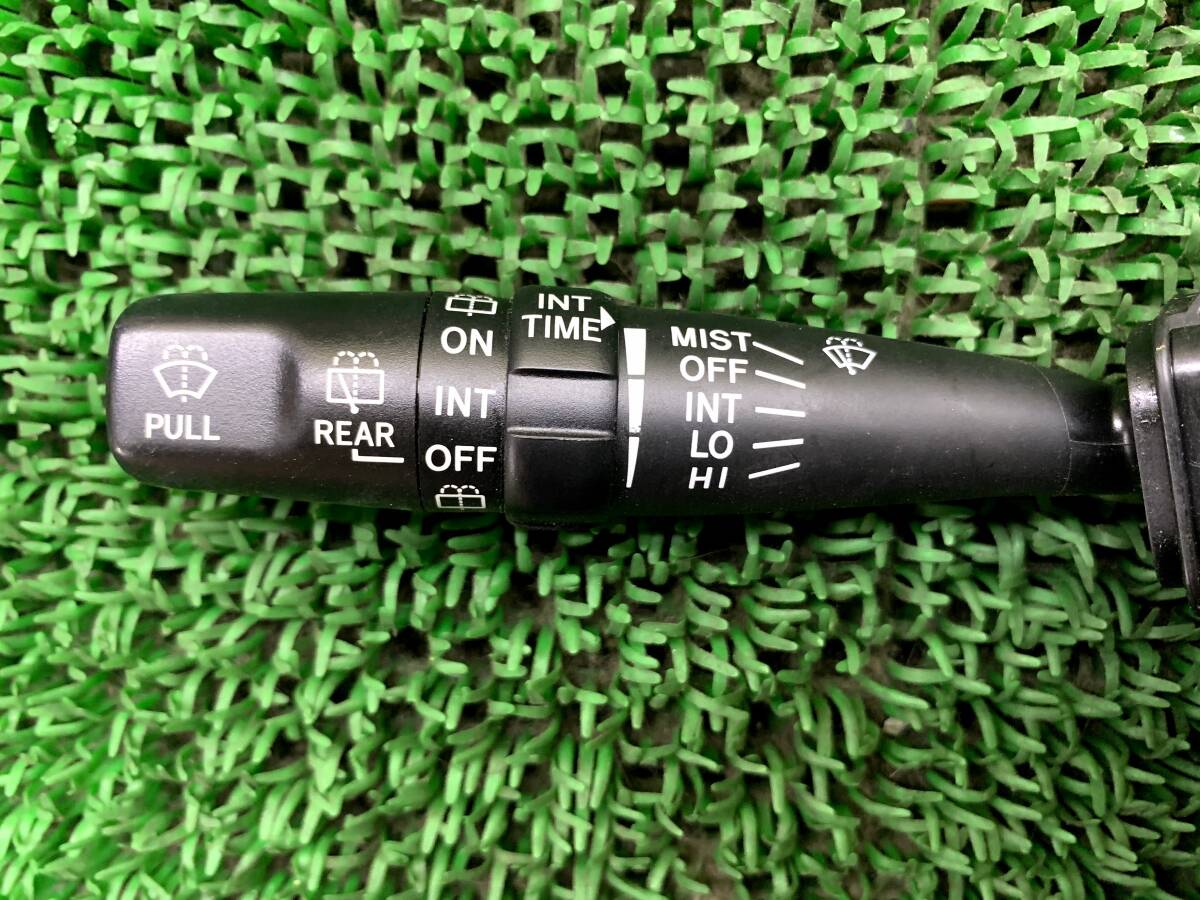 PULL
REAR
ON
INT
OFF
INT
TIME
MIST
OFF
INT
LO
HI